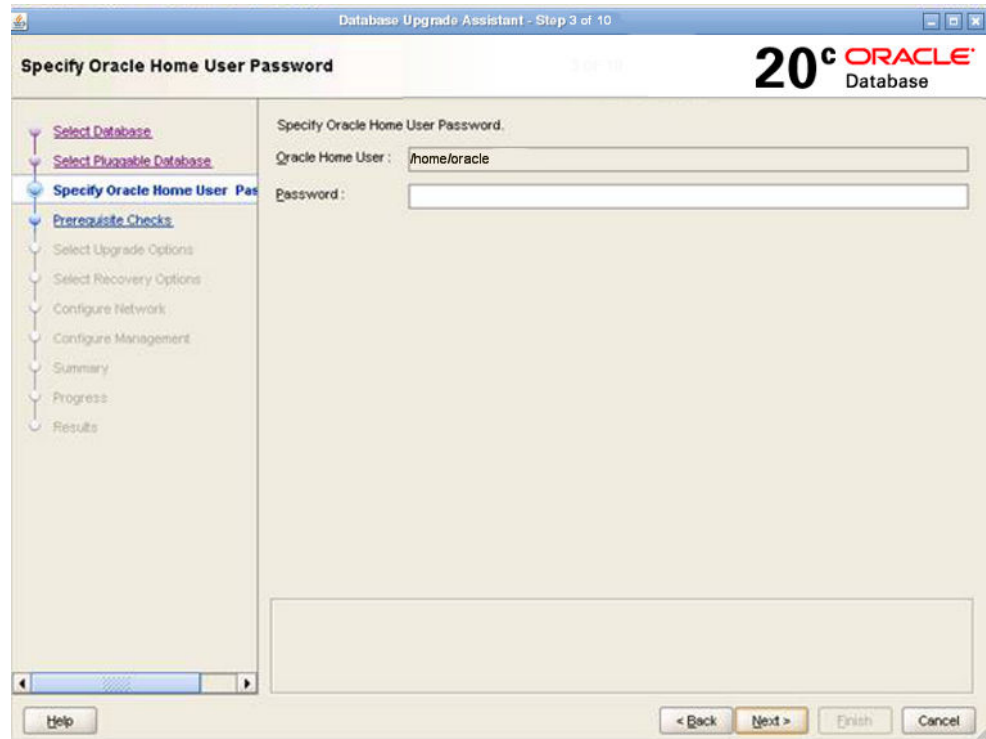 Database Upgrade Assistant - Step 3 of 10
Specify Oracle Home User Password
20c ORACLE
Database
Select Database
Select Pluggable Database
Specify Oracle Home User Pas
Prerequisite Checks
Select Upgrade Options
Select Recovery Options
Configure Network
Configure Management
Summary
Progress
Results
Specify Oracle Home User Password.
Oracle Home User :
/home/oracle
Password :
Help
< Back
Next >
Finish
Cancel